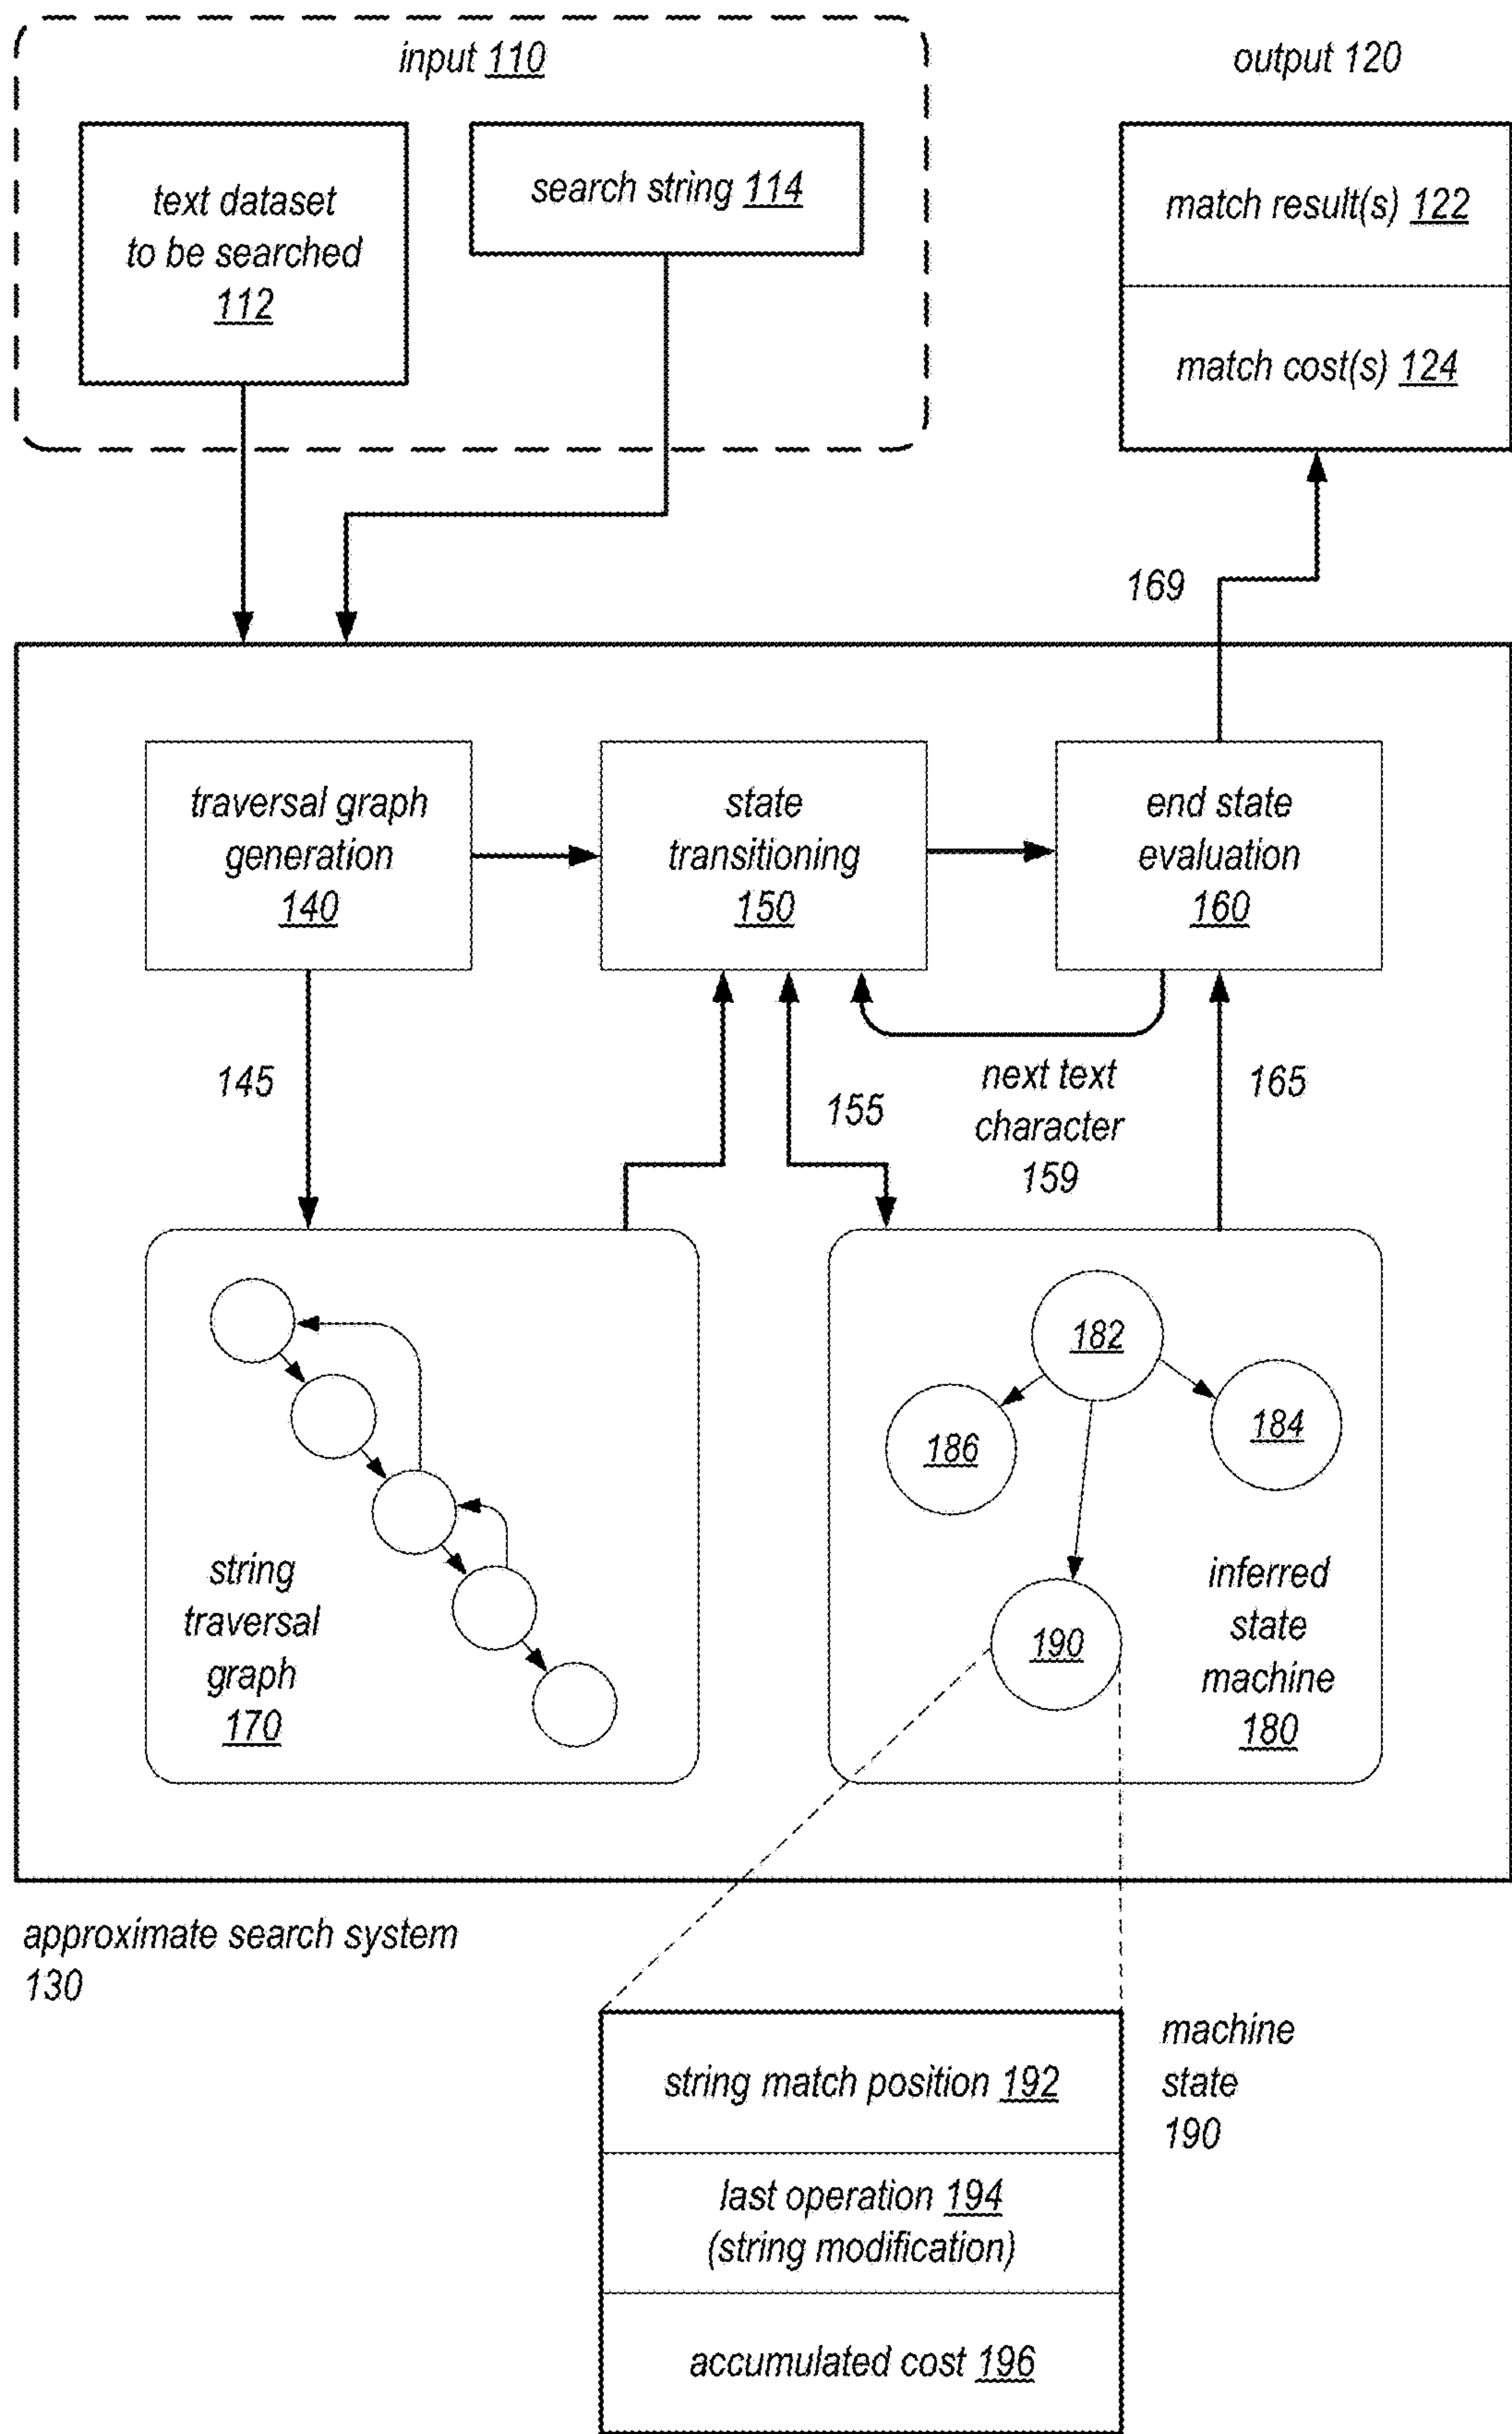 input 110
output 120
text dataset
to be searched
112
search string 114
match result(s) 122
match cost(s) 124
169
traversal graph
generation
140
state
transitioning
150
end state
evaluation
160
145
155
next text
character
159
165
string
traversal
graph
170
182
186
184
190
inferred
state
machine
180
approximate search system
130
machine
state
190
string match position 192
last operation 194
(string modification)
accumulated cost 196